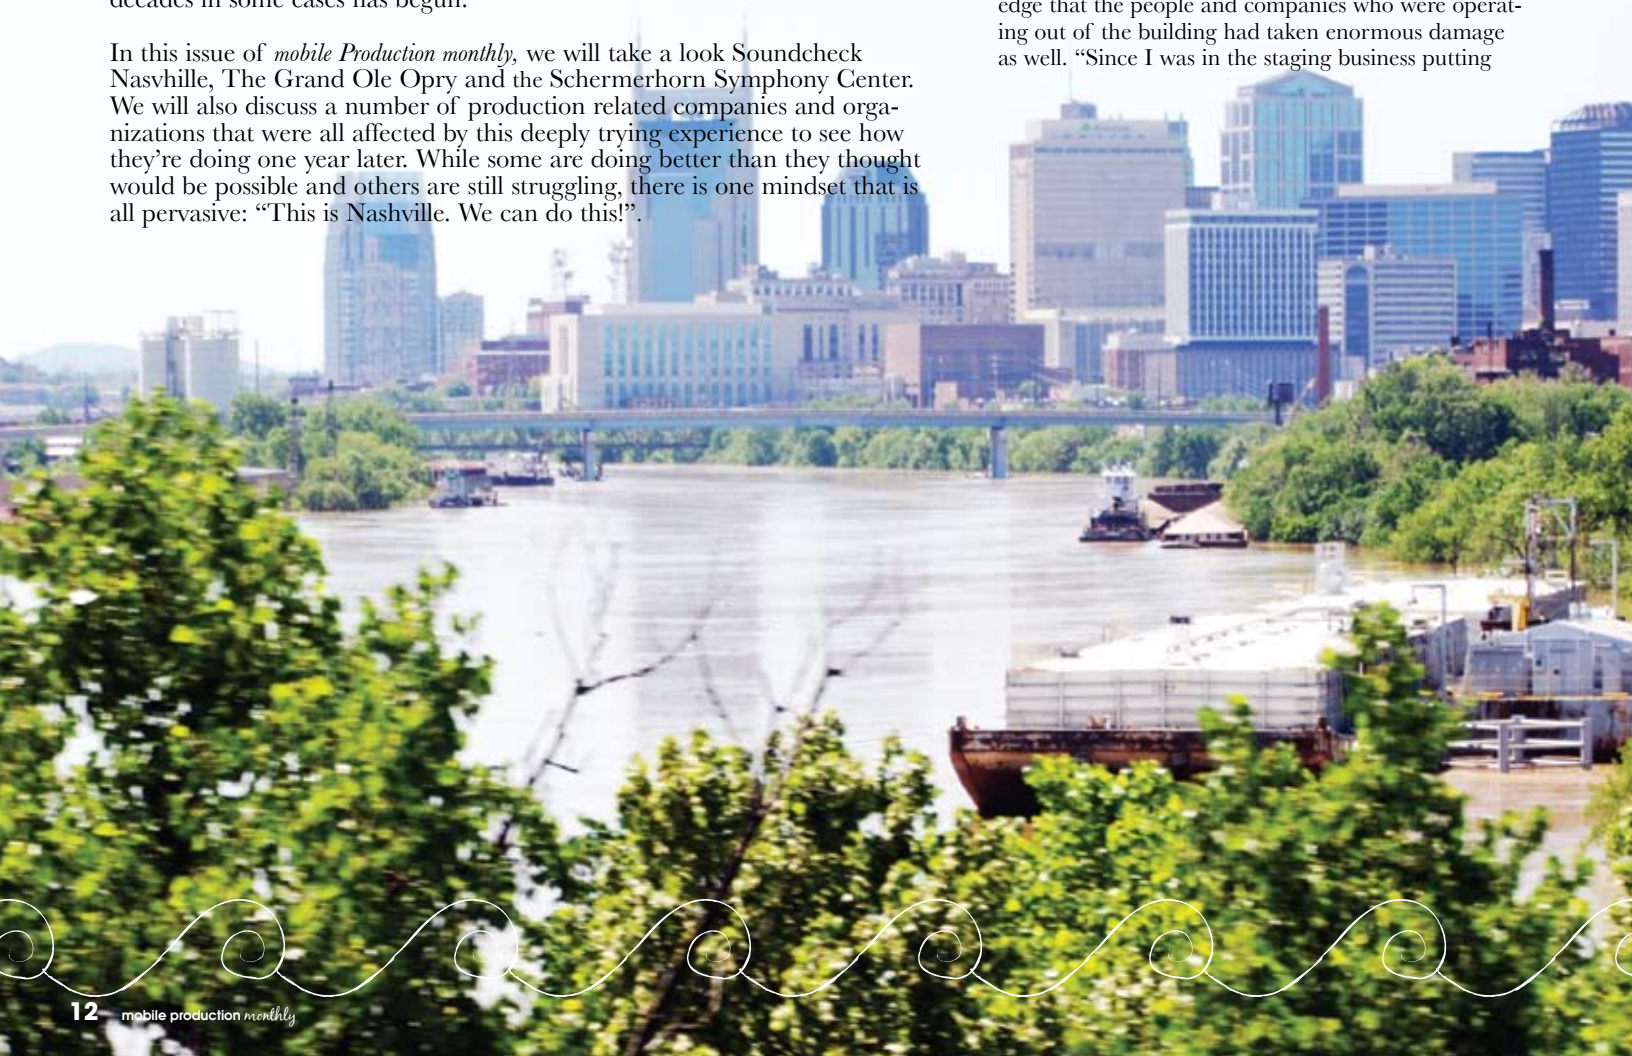 decades in some cases has begun.
In this issue of mobile Production monthly, we will take a look Soundcheck
Nasvhille, The Grand Ole Opry and the Schermerhorn Symphony Center.
We will also discuss a number of production related companies and orga-
nizations that were all affected by this deeply trying experience to see how
they're doing one year later. While some are doing better than they thought
would be possible and others are still struggling, there is one mindset that is
all pervasive: “This is Nashville. We can do this!”.
edge that the people and companies who were operat-
ing out of the building had taken enormous damage
as well. “Since I was in the staging business putting
12 mobile production monthly